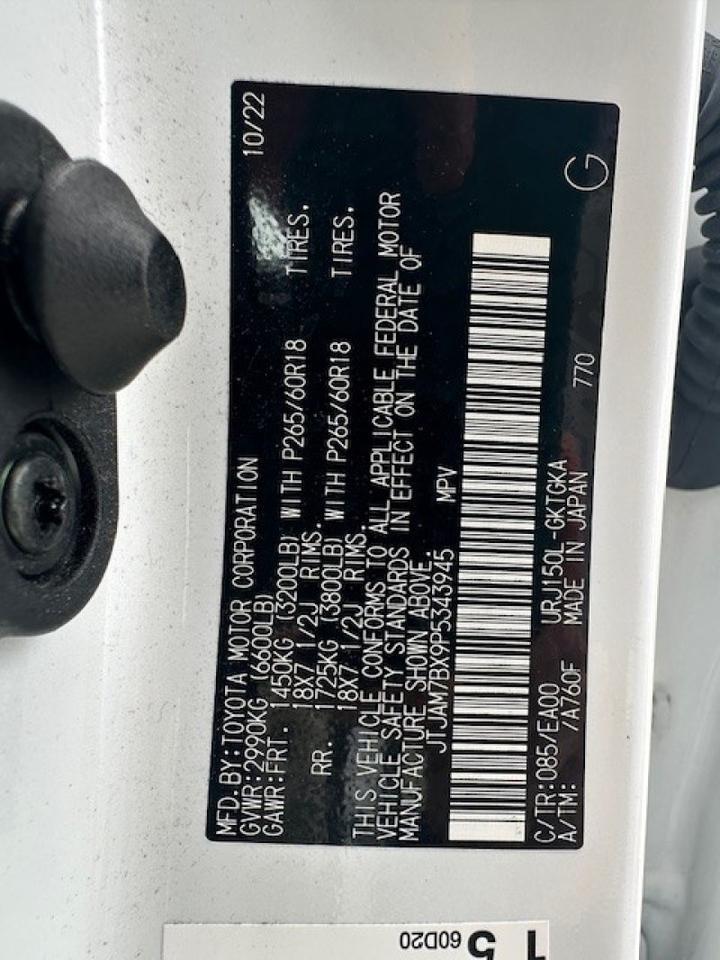 MFD.BY:TOYOTA MOTOR CORPORATION 10/22
GVWR:2990KG (6600LB)
GAWR:FRT. 1450KG (3200LB) WITH P265/60R18 TIRES,
18X7 1/2J RIMS.
RR. 1725KG (3800LB) WITH P265/60R18 TIRES,
18X7 1/2J RIMS.
THIS VEHICLE CONFORMS TO ALL APPLICABLE FEDERAL MOTOR
VEHICLE SAFETY STANDARDS IN EFFECT ON THE DATE OF
MANUFACTURE SHOWN ABOVE.
JTJAM7BX9P5343945 MPV
C/TR:085/EA00 URJ150L-GKTGKA
A/TM: /A760F MADE IN JAPAN 770 G
15
60D20